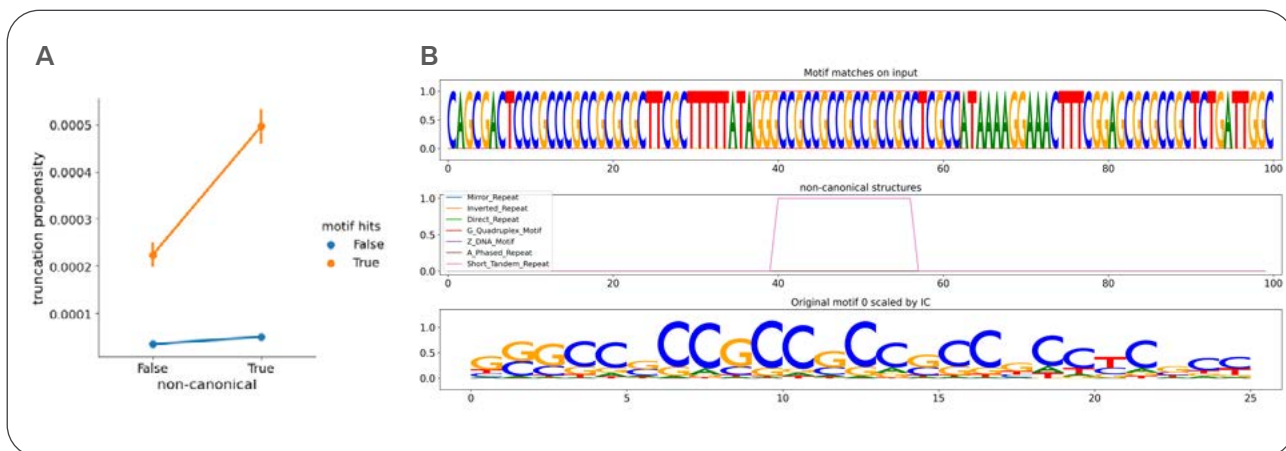 A
truncation propensity
0.0005
0.0004
0.0003
0.0002
0.0001
False True
non-canonical
motif hits
False
True
B
Motif matches on input
1.0
0.5
0.0
0 20 40 60 80 100
non-canonical structures
1.0
0.5
0.0
Mirror_Repeat
Inverted_Repeat
Direct_Repeat
G_Quadruplex_Motif
Z_DNA_Motif
A_Phased_Repeat
Short_Tandem_Repeat
0 20 40 60 80 100
Original motif 0 scaled by IC
1.0
0.5
0.0
0 5 10 15 20 25